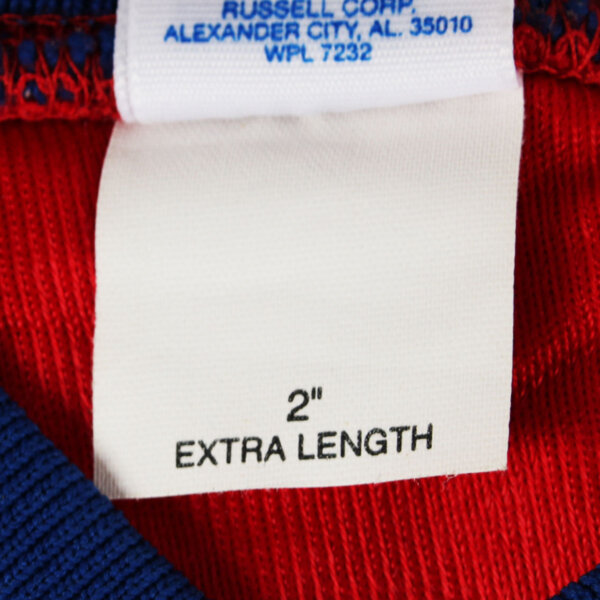 RUSSELL CORP.
ALEXANDER CITY, AL. 35010
WPL 7232
2"
EXTRA LENGTH